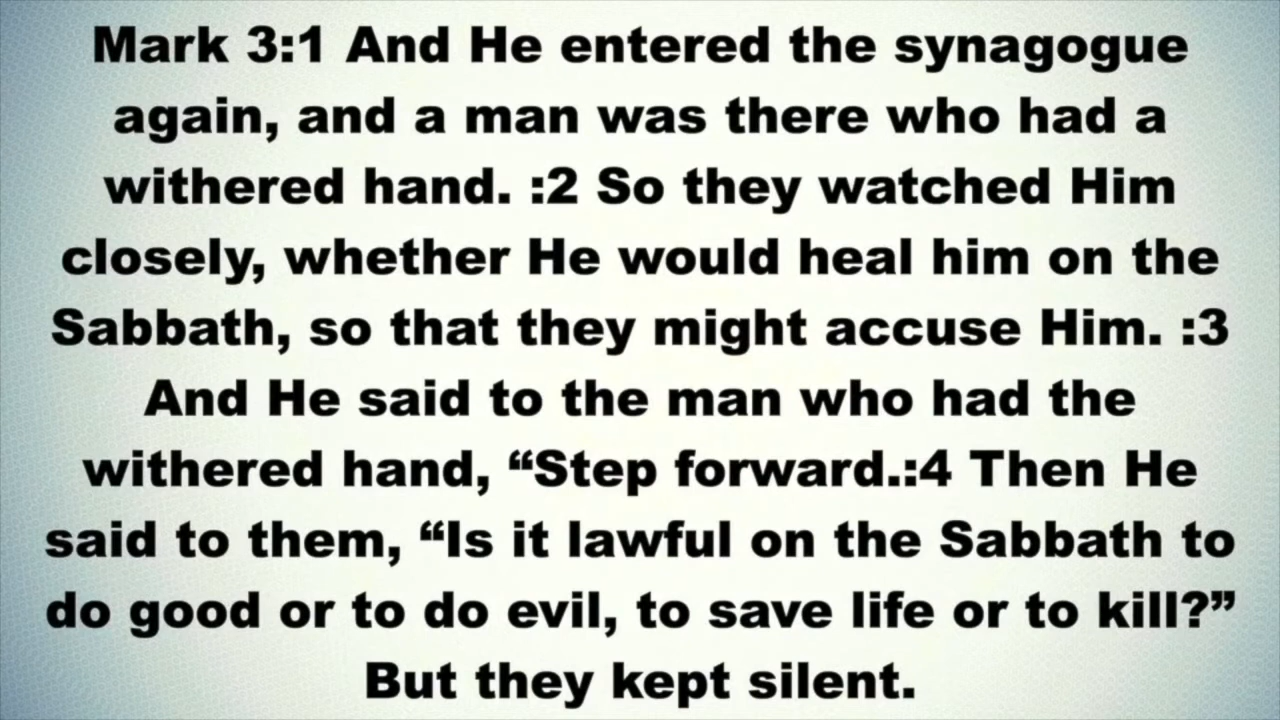 Mark 3:1 And He entered the synagogue
again, and a man was there who had a
withered hand. :2 So they watched Him
closely, whether He would heal him on the
Sabbath, so that they might accuse Him. :3
And He said to the man who had the
withered hand, “Step forward.:4 Then He
said to them, “Is it lawful on the Sabbath to
do good or to do evil, to save life or to kill?”
But they kept silent.